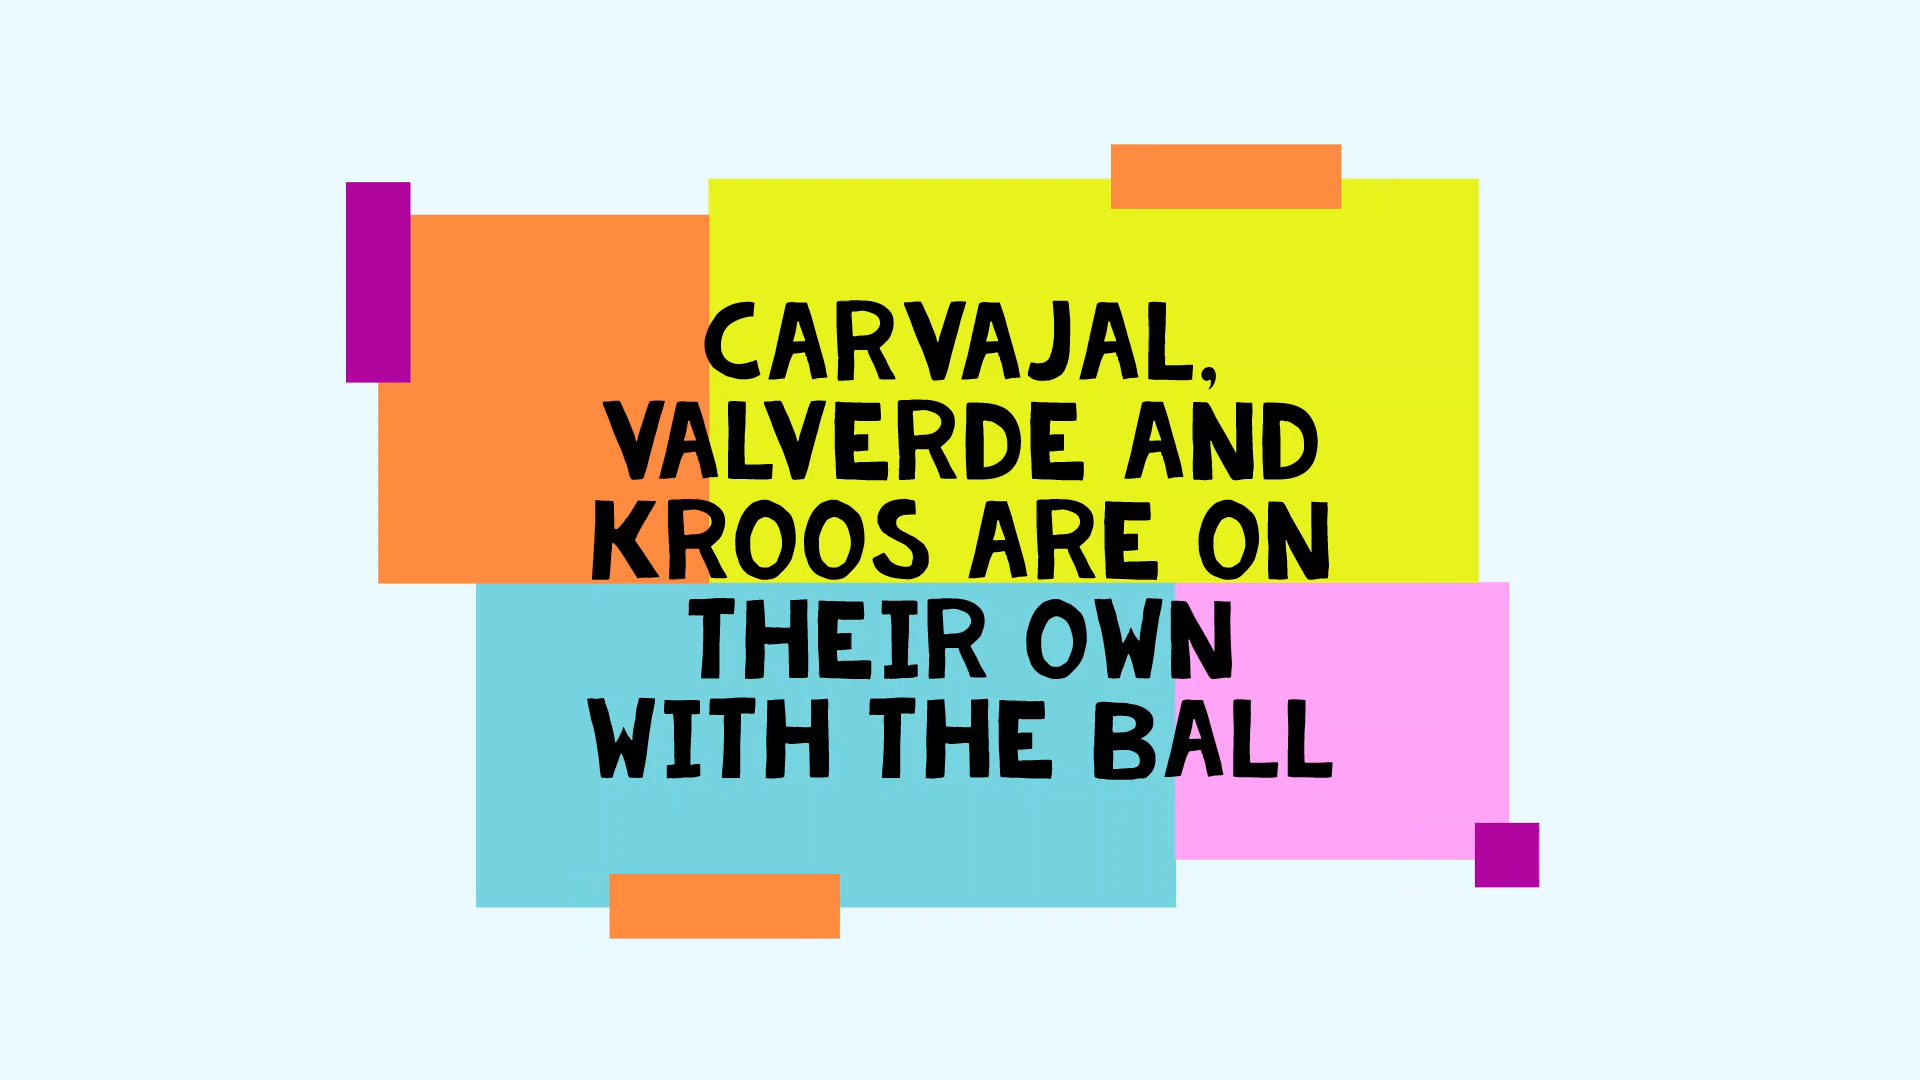 CARVAJAL,
VALVERDE AND
KROOS ARE ON
THEIR OWN
WITH THE BALL